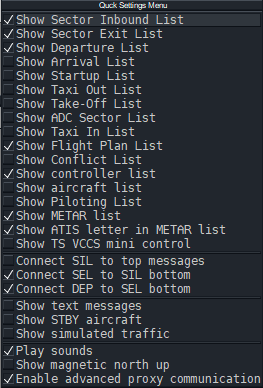 Quck Settings Menu
Show Sector Inbound List
Show Sector Exit List
Show Departure List
Show Arrival List
Show Startup List
Show Taxi Out List
Show Take-Off List
Show ADC Sector List
Show Taxi In List
Show Flight Plan List
Show Conflict List
Show controller list
Show aircraft list
Show Piloting List
Show METAR list
Show ATIS letter in METAR list
Show TS VCCS mini control
Connect SIL to top messages
Connect SEL to SIL bottom
Connect DEP to SEL bottom
Show text messages
Show STBY aircraft
Show simulated traffic
Play sounds
Show magnetic north up
Enable advanced proxy communication